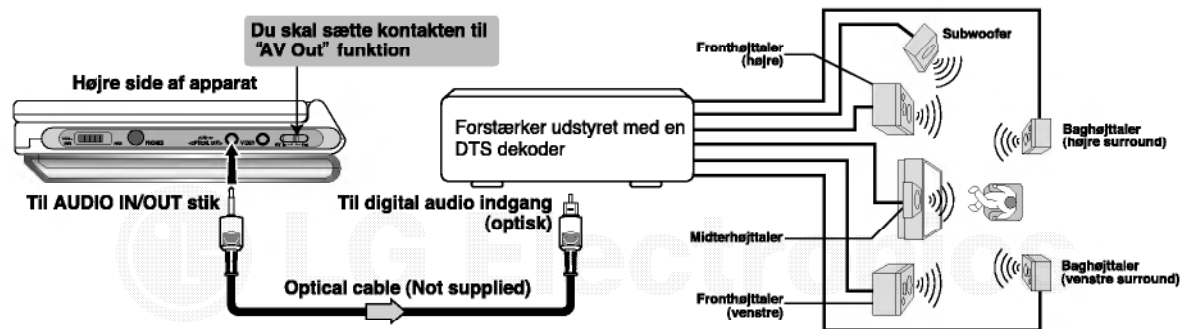 Du skal sætte kontakten til
"AV Out" funktion
Højre side af apparat
PHONES
Til AUDIO IN/OUT stik
Til digital audio indgang
(optisk)
Optical cable (Not supplied)
Forstærker udstyret med en
DTS dekoder
Fronthøjttaler
(højre)
Subwoofer
Baghøjttaler
(højre surround)
Midterhøjttaler
Baghøjttaler
(venstre surround)
Fronthøjttaler
(venstre)
LG Electronics